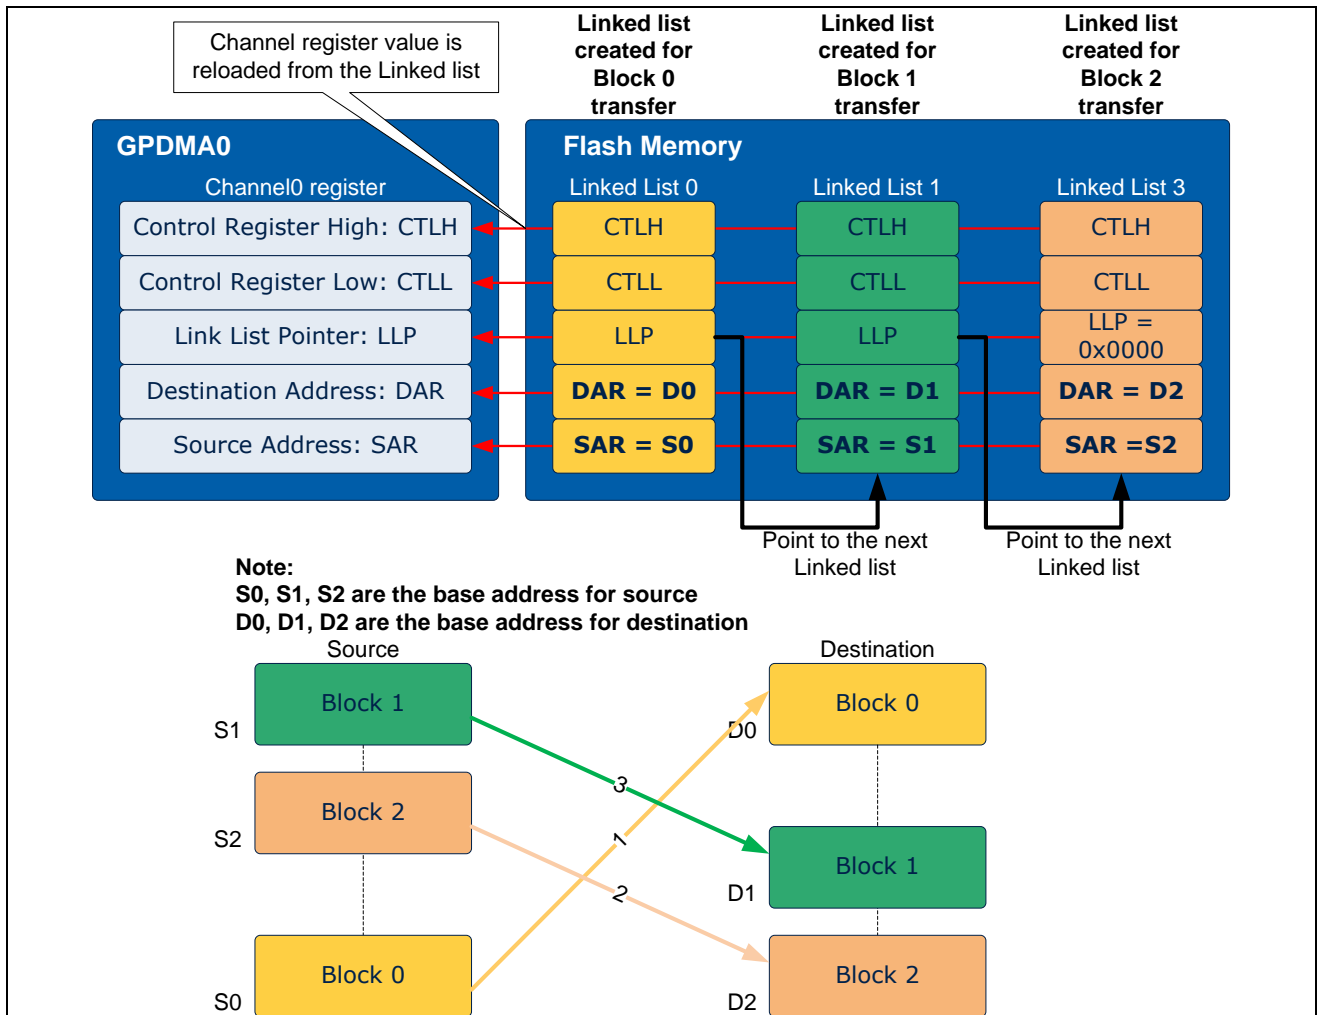 Channel register value is
reloaded from the Linked list
Linked list
created for
Block 0
transfer
Linked list
created for
Block 1
transfer
Linked list
created for
Block 2
transfer
GPDMA0
Channel0 register
Control Register High: CTLH
Control Register Low: CTLL
Link List Pointer: LLP
Destination Address: DAR
Source Address: SAR
Flash Memory
Linked List 0
CTLH
CTLL
LLP
DAR = D0
SAR = S0
Linked List 1
CTLH
CTLL
LLP
DAR = D1
SAR = S1
Linked List 3
CTLH
CTLL
LLP =
0x0000
DAR = D2
SAR =S2
Point to the next
Linked list
Point to the next
Linked list
Note:
S0, S1, S2 are the base address for source
D0, D1, D2 are the base address for destination
Source
Block 1
S1
Block 2
S2
Block 0
S0
3
1
2
Destination
Block 0
D0
Block 1
D1
Block 2
D2